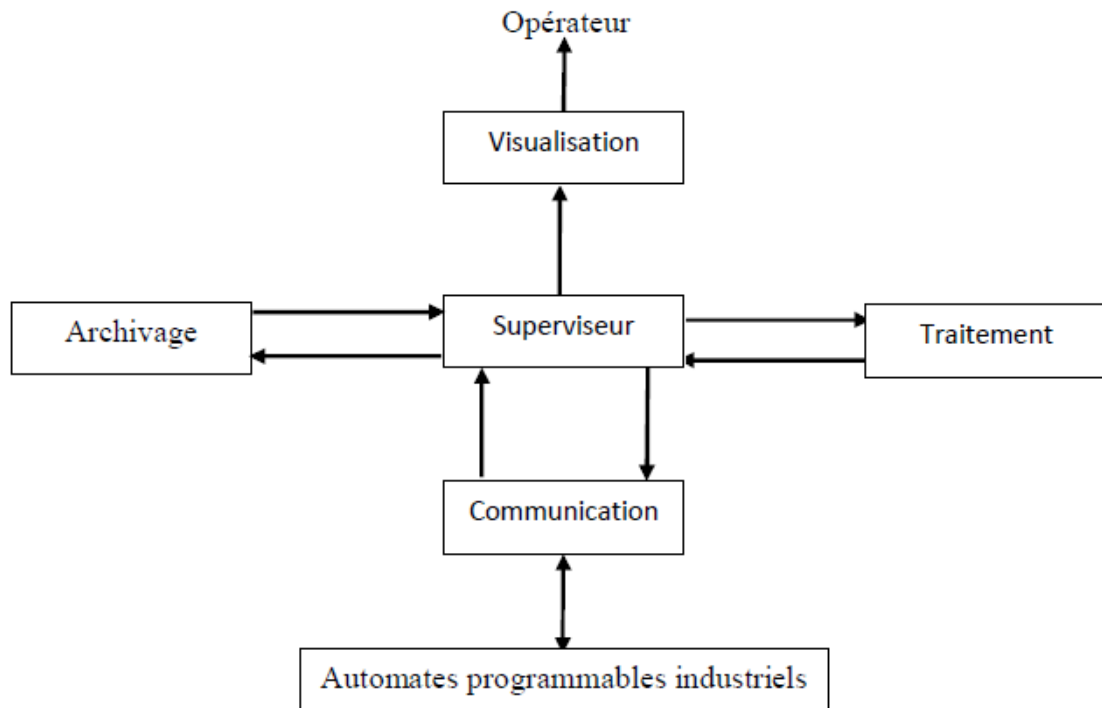 Opérateur
Visualisation
Archivage
Superviseur
Traitement
Communication
Automates programmables industriels